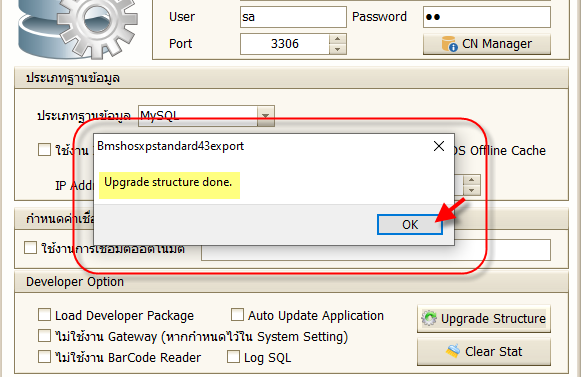 User sa Password ●●
Port 3306 CN Manager
ประเภทฐานข้อมูล
ประเภทฐานข้อมูล MySQL
Bmshosxpstandard43export
ใช้งาน OS Offline Cache
Upgrade structure done.
IP Addr
OK
กำหนดค่าเชื่อ
ใช้งานการเชื่อมต่ออัตโนมัติ
Developer Option
Load Developer Package Auto Update Application Upgrade Structure
ไม่ใช้งาน Gateway (หากกำหนดไว้ใน System Setting)
ไม่ใช้งาน BarCode Reader Log SQL Clear Stat